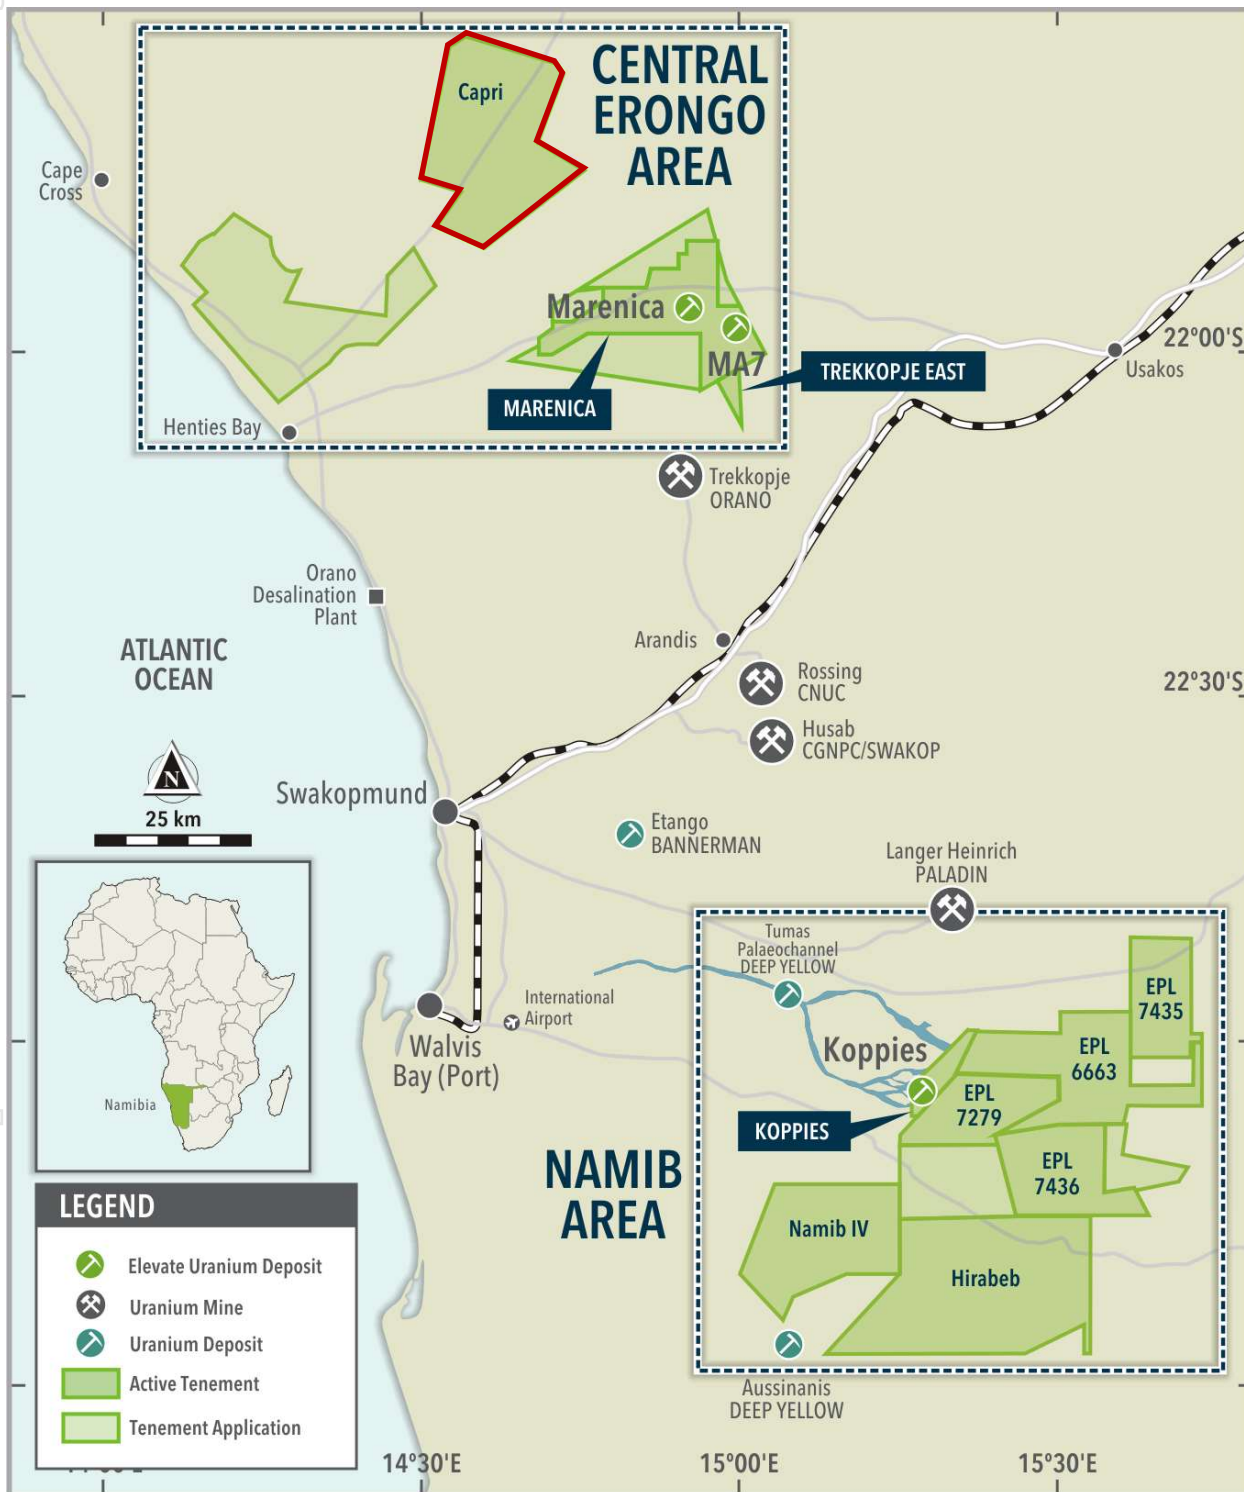 CENTRAL
ERONGO
AREA
Capri
Cape
Cross
Marenica
MA7
MARENICA
TREKKOPJE EAST
22°00'S
Usakos
Henties Bay
Trekkopje
ORANO
Orano
Desalination
Plant
ATLANTIC
OCEAN
Arandis
Rossing
CNUC
22°30'S
Husab
CGNPC/SWAKOP
N
25 km
Swakopmund
Etango
BANNERMAN
Langer Heinrich
PALADIN
Tumas
Palaeochannel
DEEP YELLOW
International
Airport
Walvis
Bay (Port)
Koppies
KOPPIES
EPL
7435
EPL
6663
EPL
7279
EPL
7436
Namibia
NAMIB
AREA
Namib IV
Hirabeb
Aussinanis
DEEP YELLOW
LEGEND
Elevate Uranium Deposit
Uranium Mine
Uranium Deposit
Active Tenement
Tenement Application
14°30'E
15°00'E
15°30'E